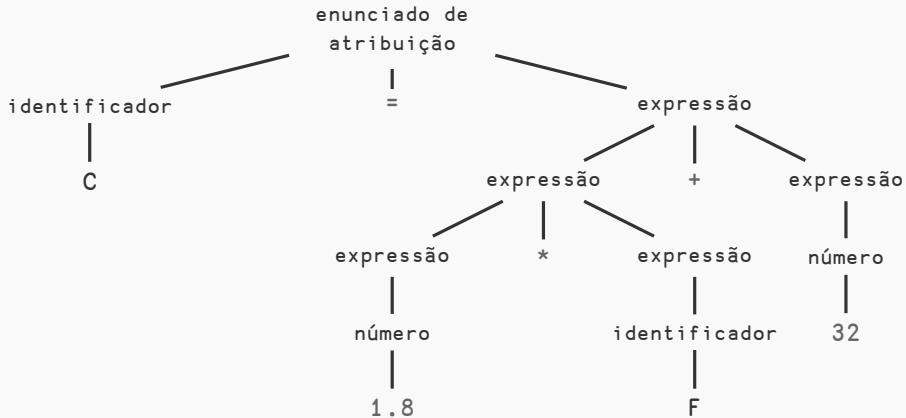 enunciado de
atribuição
identificador
=
expressão
C
expressão
+
expressão
expressão
*
expressão
número
número
identificador
32
1.8
F